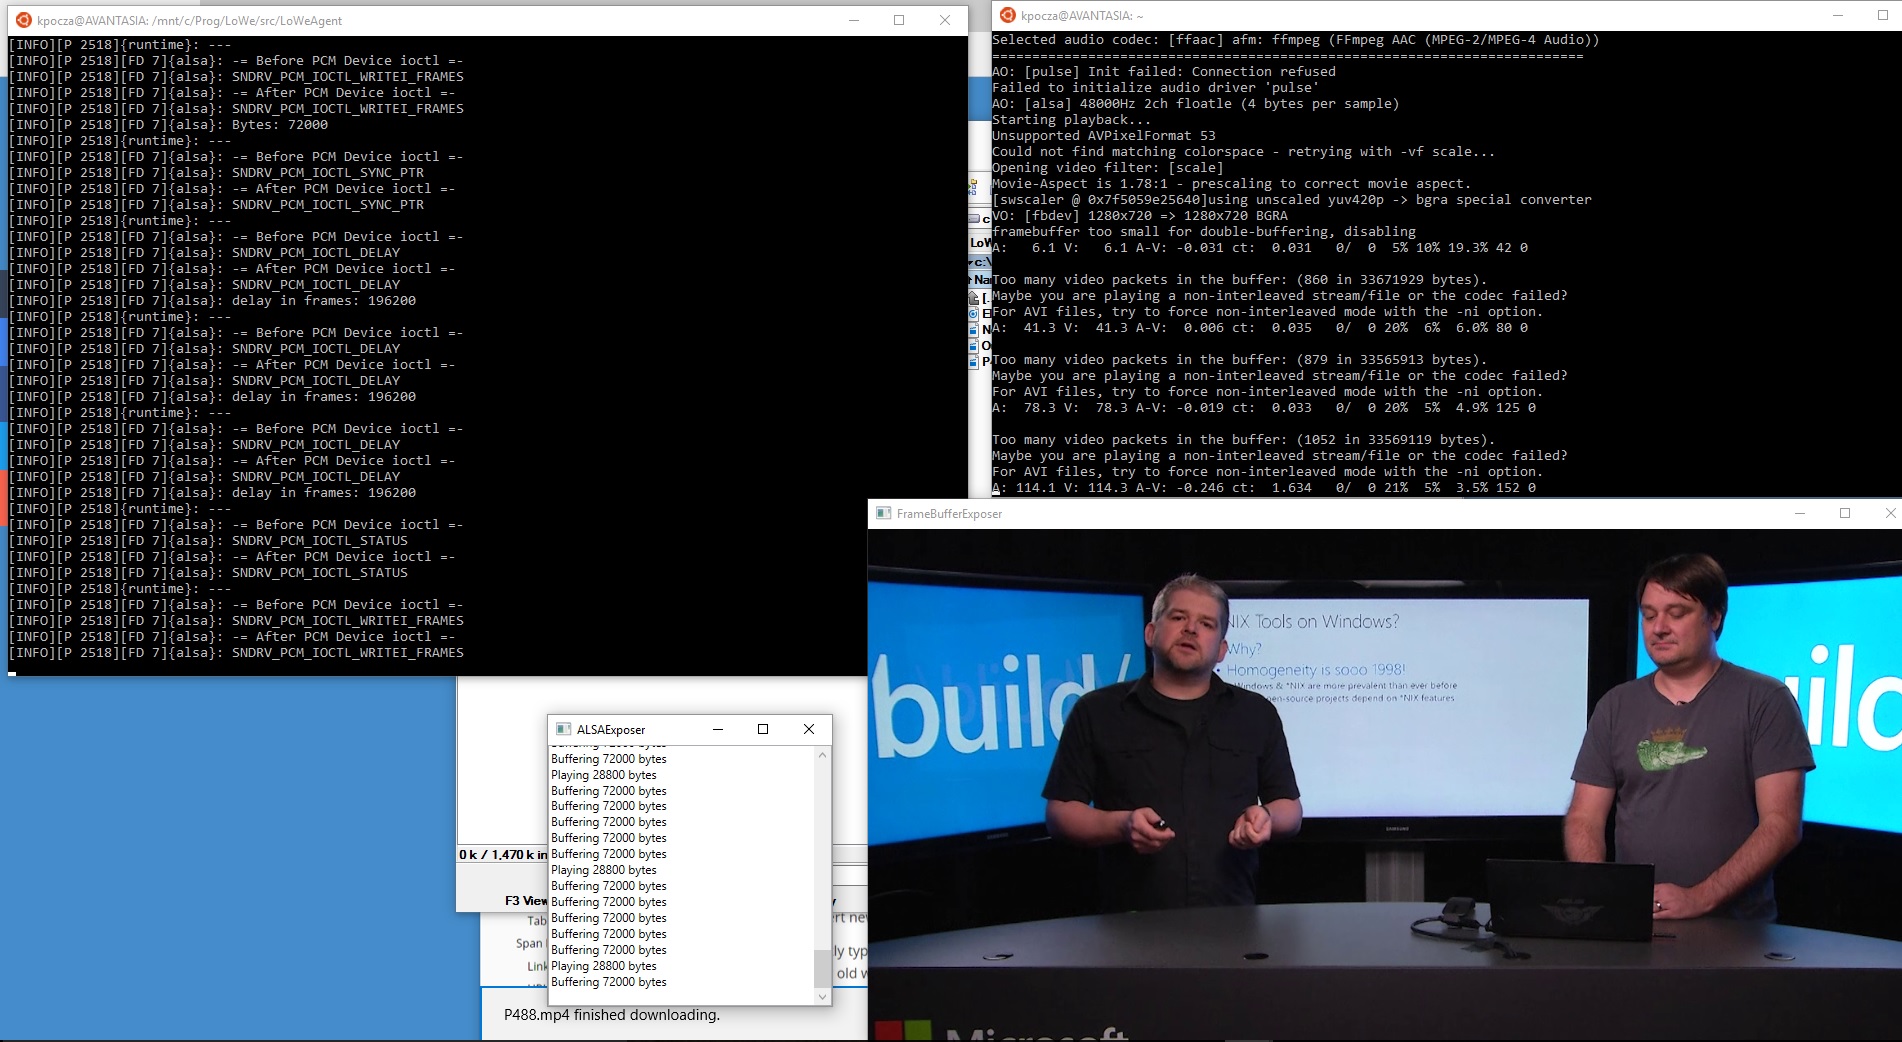 kpocza@AVANTASIA: /mnt/c/Prog/LoWe/src/LoWeAgent
[INFO][P 2518]{runtime}: ---
[INFO][P 2518][FD 7]{alsa}: -= Before PCM Device ioctl =-
[INFO][P 2518][FD 7]{alsa}: SNDRV_PCM_IOCTL_WRITEI_FRAMES
[INFO][P 2518][FD 7]{alsa}: -= After PCM Device ioctl =-
[INFO][P 2518][FD 7]{alsa}: SNDRV_PCM_IOCTL_WRITEI_FRAMES
[INFO][P 2518][FD 7]{alsa}: Bytes: 72000
[INFO][P 2518]{runtime}: ---
[INFO][P 2518][FD 7]{alsa}: -= Before PCM Device ioctl =-
[INFO][P 2518][FD 7]{alsa}: SNDRV_PCM_IOCTL_SYNC_PTR
[INFO][P 2518][FD 7]{alsa}: -= After PCM Device ioctl =-
[INFO][P 2518][FD 7]{alsa}: SNDRV_PCM_IOCTL_SYNC_PTR
[INFO][P 2518]{runtime}: ---
[INFO][P 2518][FD 7]{alsa}: -= Before PCM Device ioctl =-
[INFO][P 2518][FD 7]{alsa}: SNDRV_PCM_IOCTL_DELAY
[INFO][P 2518][FD 7]{alsa}: -= After PCM Device ioctl =-
[INFO][P 2518][FD 7]{alsa}: SNDRV_PCM_IOCTL_DELAY
[INFO][P 2518][FD 7]{alsa}: delay in frames: 196200
[INFO][P 2518]{runtime}: ---
[INFO][P 2518][FD 7]{alsa}: -= Before PCM Device ioctl =-
[INFO][P 2518][FD 7]{alsa}: SNDRV_PCM_IOCTL_DELAY
[INFO][P 2518][FD 7]{alsa}: -= After PCM Device ioctl =-
[INFO][P 2518][FD 7]{alsa}: SNDRV_PCM_IOCTL_DELAY
[INFO][P 2518][FD 7]{alsa}: delay in frames: 196200
[INFO][P 2518]{runtime}: ---
[INFO][P 2518][FD 7]{alsa}: -= Before PCM Device ioctl =-
[INFO][P 2518][FD 7]{alsa}: SNDRV_PCM_IOCTL_DELAY
[INFO][P 2518][FD 7]{alsa}: -= After PCM Device ioctl =-
[INFO][P 2518][FD 7]{alsa}: SNDRV_PCM_IOCTL_DELAY
[INFO][P 2518][FD 7]{alsa}: delay in frames: 196200
[INFO][P 2518]{runtime}: ---
[INFO][P 2518][FD 7]{alsa}: -= Before PCM Device ioctl =-
[INFO][P 2518][FD 7]{alsa}: SNDRV_PCM_IOCTL_STATUS
[INFO][P 2518][FD 7]{alsa}: -= After PCM Device ioctl =-
[INFO][P 2518][FD 7]{alsa}: SNDRV_PCM_IOCTL_STATUS
[INFO][P 2518]{runtime}: ---
[INFO][P 2518][FD 7]{alsa}: -= Before PCM Device ioctl =-
[INFO][P 2518][FD 7]{alsa}: SNDRV_PCM_IOCTL_WRITEI_FRAMES
[INFO][P 2518][FD 7]{alsa}: -= After PCM Device ioctl =-
[INFO][P 2518][FD 7]{alsa}: SNDRV_PCM_IOCTL_WRITEI_FRAMES
kpocza@AVANTASIA: ~
Selected audio codec: [ffaac] afm: ffmpeg (FFmpeg AAC (MPEG-2/MPEG-4 Audio))
==========================================================================
AO: [pulse] Init failed: Connection refused
Failed to initialize audio driver 'pulse'
AO: [alsa] 48000Hz 2ch floatle (4 bytes per sample)
Starting playback...
Unsupported AVPixelFormat 53
Could not find matching colorspace - retrying with -vf scale...
Opening video filter: [scale]
Movie-Aspect is 1.78:1 - prescaling to correct movie aspect.
[swscaler @ 0x7f5059e25640]using unscaled yuv420p -> bgra special converter
VO: [fbdev] 1280x720 => 1280x720 BGRA
framebuffer too small for double-buffering, disabling
A:   6.1 V:   6.1 A-V: -0.031 ct:  0.031   0/  0  5% 10% 19.3% 42 0
Too many video packets in the buffer: (860 in 33671929 bytes).
Maybe you are playing a non-interleaved stream/file or the codec failed?
For AVI files, try to force non-interleaved mode with the -ni option.
A:  41.3 V:  41.3 A-V:  0.006 ct:  0.035   0/  0 20%  6%  6.0% 80 0
Too many video packets in the buffer: (879 in 33565913 bytes).
Maybe you are playing a non-interleaved stream/file or the codec failed?
For AVI files, try to force non-interleaved mode with the -ni option.
A:  78.3 V:  78.3 A-V: -0.019 ct:  0.033   0/  0 20%  5%  4.9% 125 0
Too many video packets in the buffer: (1052 in 33569119 bytes).
Maybe you are playing a non-interleaved stream/file or the codec failed?
For AVI files, try to force non-interleaved mode with the -ni option.
A: 114.1 V: 114.3 A-V: -0.246 ct:  1.634   0/  0 21%  5%  3.5% 152 0
c
LoW
c:\
Nam
[..
FrameBufferExposer
NIX Tools on Windows?
Why?
• Homogeneity is sooo 1998!
Windows & *NIX are more prevalent than ever before
pen-source projects depend on *NIX features
build/
uild
SAMSUNG
Microsoft
ALSAExposer
Buffering 72000 bytes
Buffering 72000 bytes
Playing 28800 bytes
Buffering 72000 bytes
Buffering 72000 bytes
Buffering 72000 bytes
Buffering 72000 bytes
Buffering 72000 bytes
Playing 28800 bytes
Buffering 72000 bytes
Buffering 72000 bytes
Buffering 72000 bytes
Buffering 72000 bytes
Buffering 72000 bytes
Playing 28800 bytes
Buffering 72000 bytes
0 k / 1,470 k in
F3 View
Tab
Span
Link
ert new
ly typ
old w
P488.mp4 finished downloading.